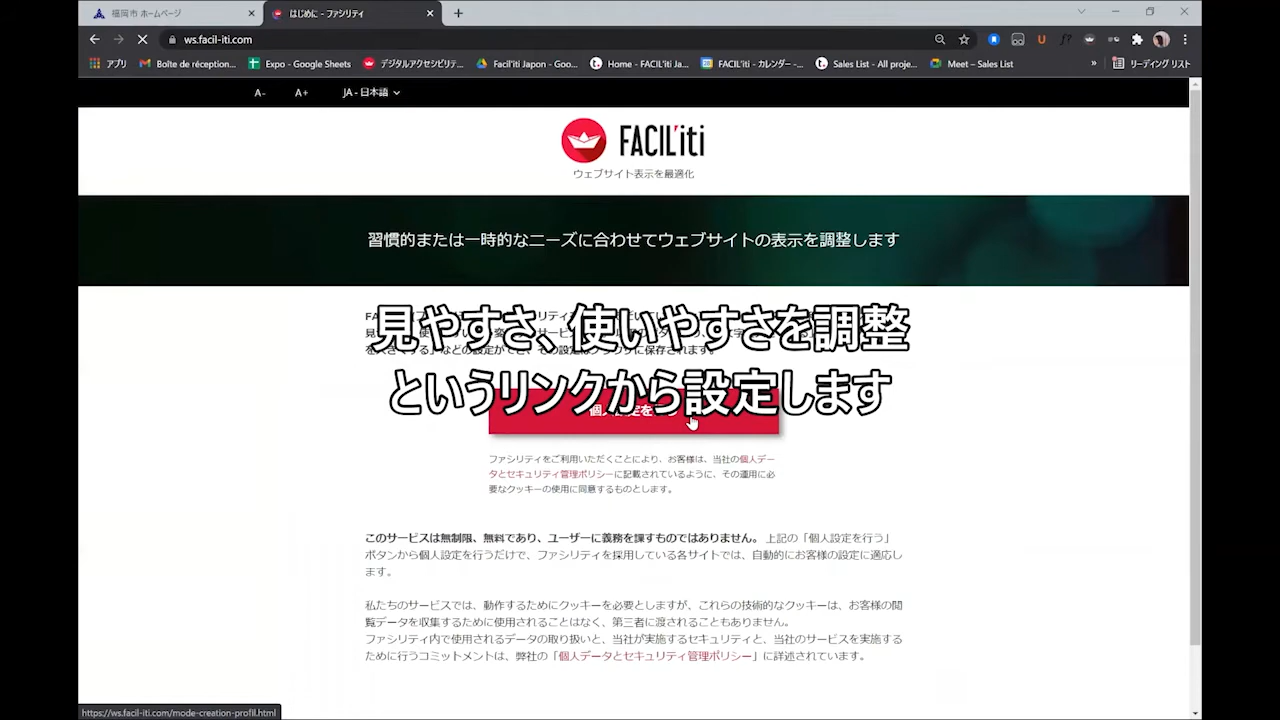 福岡市 ホームページ
はじめに - ファシリティ
ws.facil-iti.com
アプリ
Boîte de réception...
Expo - Google Sheets
デジタルアクセシビリテ...
Facil'iti Japon - Goo...
Home - FACIL'iti Ja...
FACIL'iti - カレンダー -...
Sales List - All proje...
Meet – Sales List
»
リーディング リスト
A-
A+
JA - 日本語
FACIL'iti
ウェブサイト表示を最適化
習慣的または一時的なニーズに合わせてウェブサイトの表示を調整します
見やすさ、使いやすさを調整
というリンクから設定します
ファシリティをご利用いただくことにより、お客様は、当社の個人デー
タとセキュリティ管理ポリシーに記載されているように、その運用に必
要なクッキーの使用に同意するものとします。
このサービスは無制限、無料であり、ユーザーに義務を課すものではありません。 上記の「個人設定を行う」
ボタンから個人設定を行うだけで、ファシリティを採用している各サイトでは、自動的にお客様の設定に適応し
ます。
私たちのサービスでは、動作するためにクッキーを必要としますが、これらの技術的なクッキーは、お客様の閲
覧データを収集するために使用されることはなく、第三者に渡されることもありません。
ファシリティ内で使用されるデータの取り扱いと、当社が実施するセキュリティと、当社のサービスを実施する
ために行うコミットメントは、弊社の「個人データとセキュリティ管理ポリシー」に詳述されています。
https://ws.facil-iti.com/mode-creation-profil.html